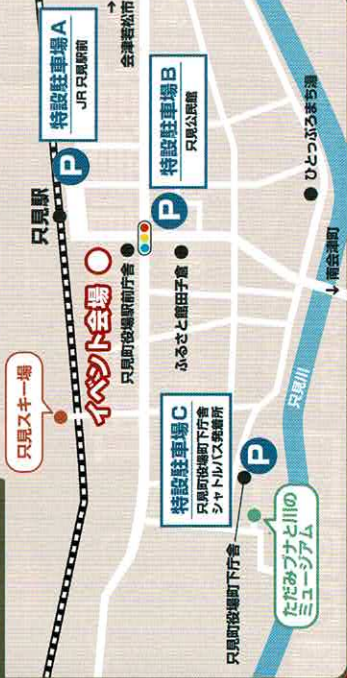 只見スキー場
只見駅
イベント会場
特設駐車場A
JR 只見駅前
P
会津若松市
→
只見町役場駅前庁舎
特設駐車場B
只見公民館
P
ふるさと館田子倉
特設駐車場C
只見町役場町下庁舎
シャトルバス発着所
P
只見町役場町下庁舎
ただみブナと川の
ミュージアム
只見川
↓南会津町
ひとっぷろまち湯